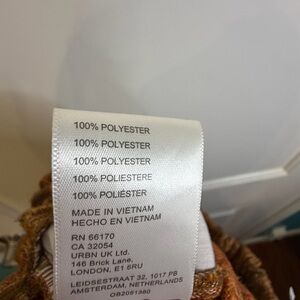 100% POLYESTER
100% POLYESTER
100% POLYESTER
100% POLIESTERE
100% POLIÉSTER
MADE IN VIETNAM
HECHO EN VIETNAM
RN 66170
CA 32054
URBN UK Ltd.
146 Brick Lane,
LONDON, E1 6RU
LEIDSESTRAAT 32, 1017 PB
AMSTERDAM, NETHERLANDS